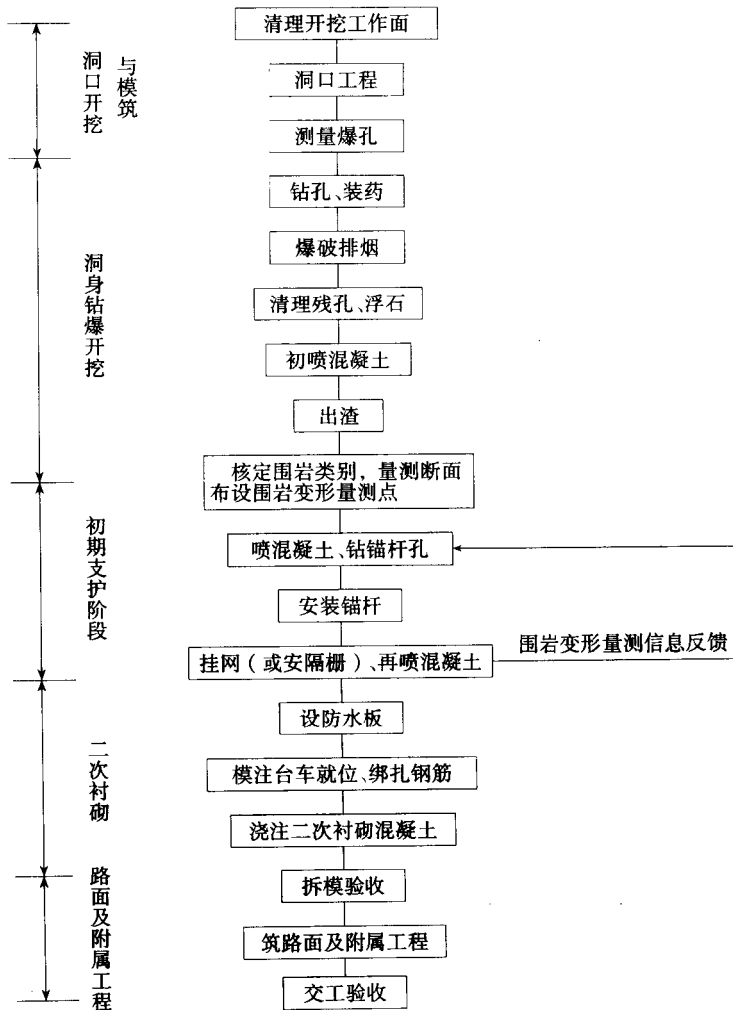 清理开挖工作面
洞口工程
测量爆孔
钻孔、装药
爆破排烟
清理残孔、浮石
初喷混凝土
出渣
核定围岩类别，量测断面
布设围岩变形量测点
喷混凝土、钻锚杆孔
安装锚杆
挂网（或安隔栅）、再喷混凝土
围岩变形量测信息反馈
设防水板
模注台车就位、绑扎钢筋
浇注二次衬砌混凝土
拆模验收
筑路面及附属工程
交工验收
洞口开挖
与模筑
洞身钻爆开挖
初期支护阶段
二次衬砌
路面及附属工程